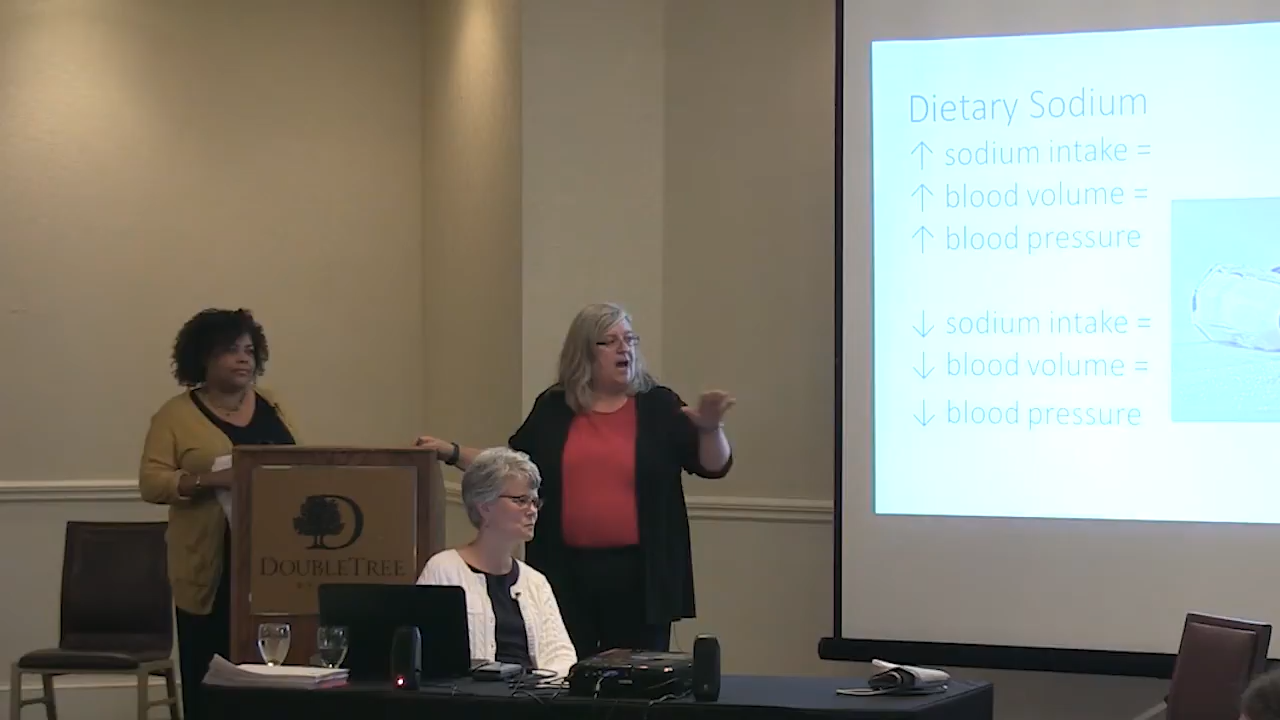 Dietary Sodium
↑ sodium intake =
↑ blood volume =
↑ blood pressure
↓ sodium intake =
↓ blood volume =
↓ blood pressure
D
DOUBLETREE